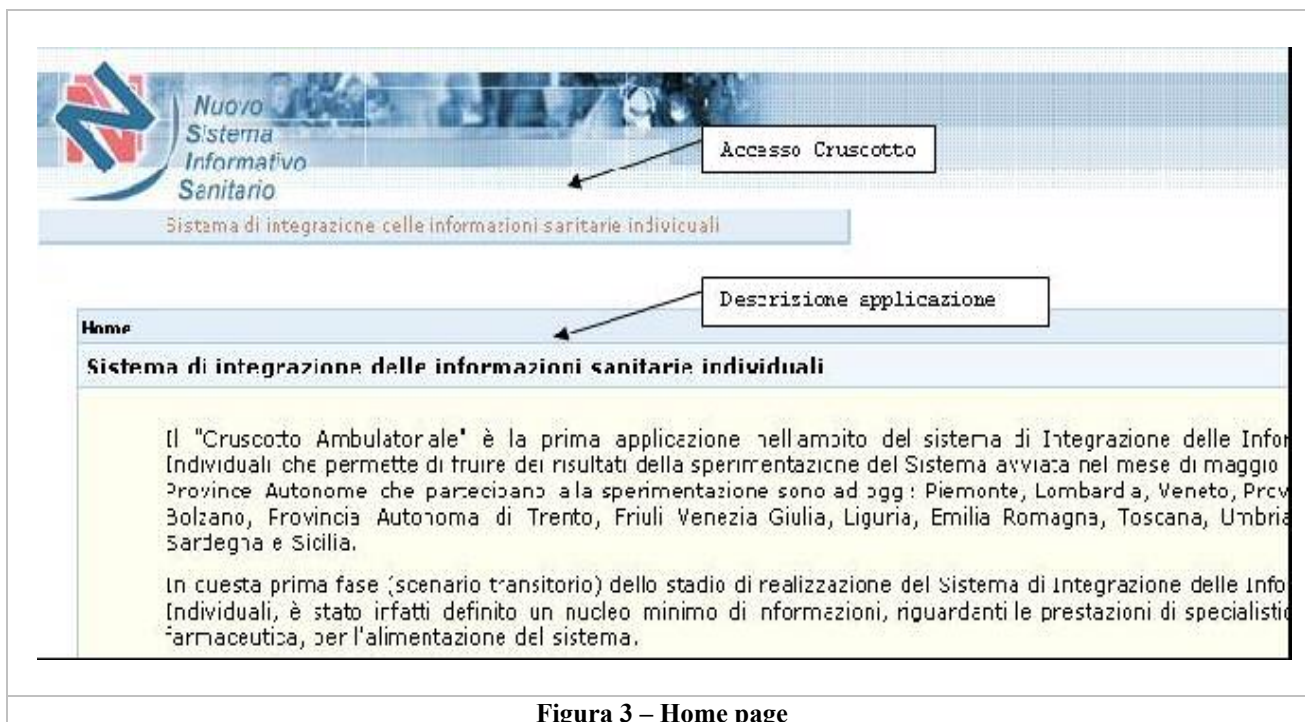 Nuovo
Sistema
Informativo
Sanitario
Accesso Cruscotto
Sistema di integrazione delle informazioni sanitarie individuali
Descrizione applicazione
Home
Sistema di integrazione delle informazioni sanitarie individuali
Il "Cruscotto Ambulatoriale" è la prima applicazione nell'ambito del sistema di Integrazione delle Infor
Individuali che permette di fruire dei risultati della sperimentazione del Sistema avviata nel mese di maggio
Province Autonome che partecipano alla sperimentazione sono ad oggi: Piemonte, Lombardia, Veneto, Prov
Bolzano, Provincia Autonoma di Trento, Friuli Venezia Giulia, Liguria, Emilia Romagna, Toscana, Umbria
Sardegna e Sicilia.
In questa prima fase (scenario transitorio) dello stadio di realizzazione del Sistema di Integrazione delle Info
Individuali, è stato infatti definito un nucleo minimo di informazioni, riguardanti le prestazioni di specialistic
farmaceutica, per l'alimentazione del sistema.
Figura 3 – Home page